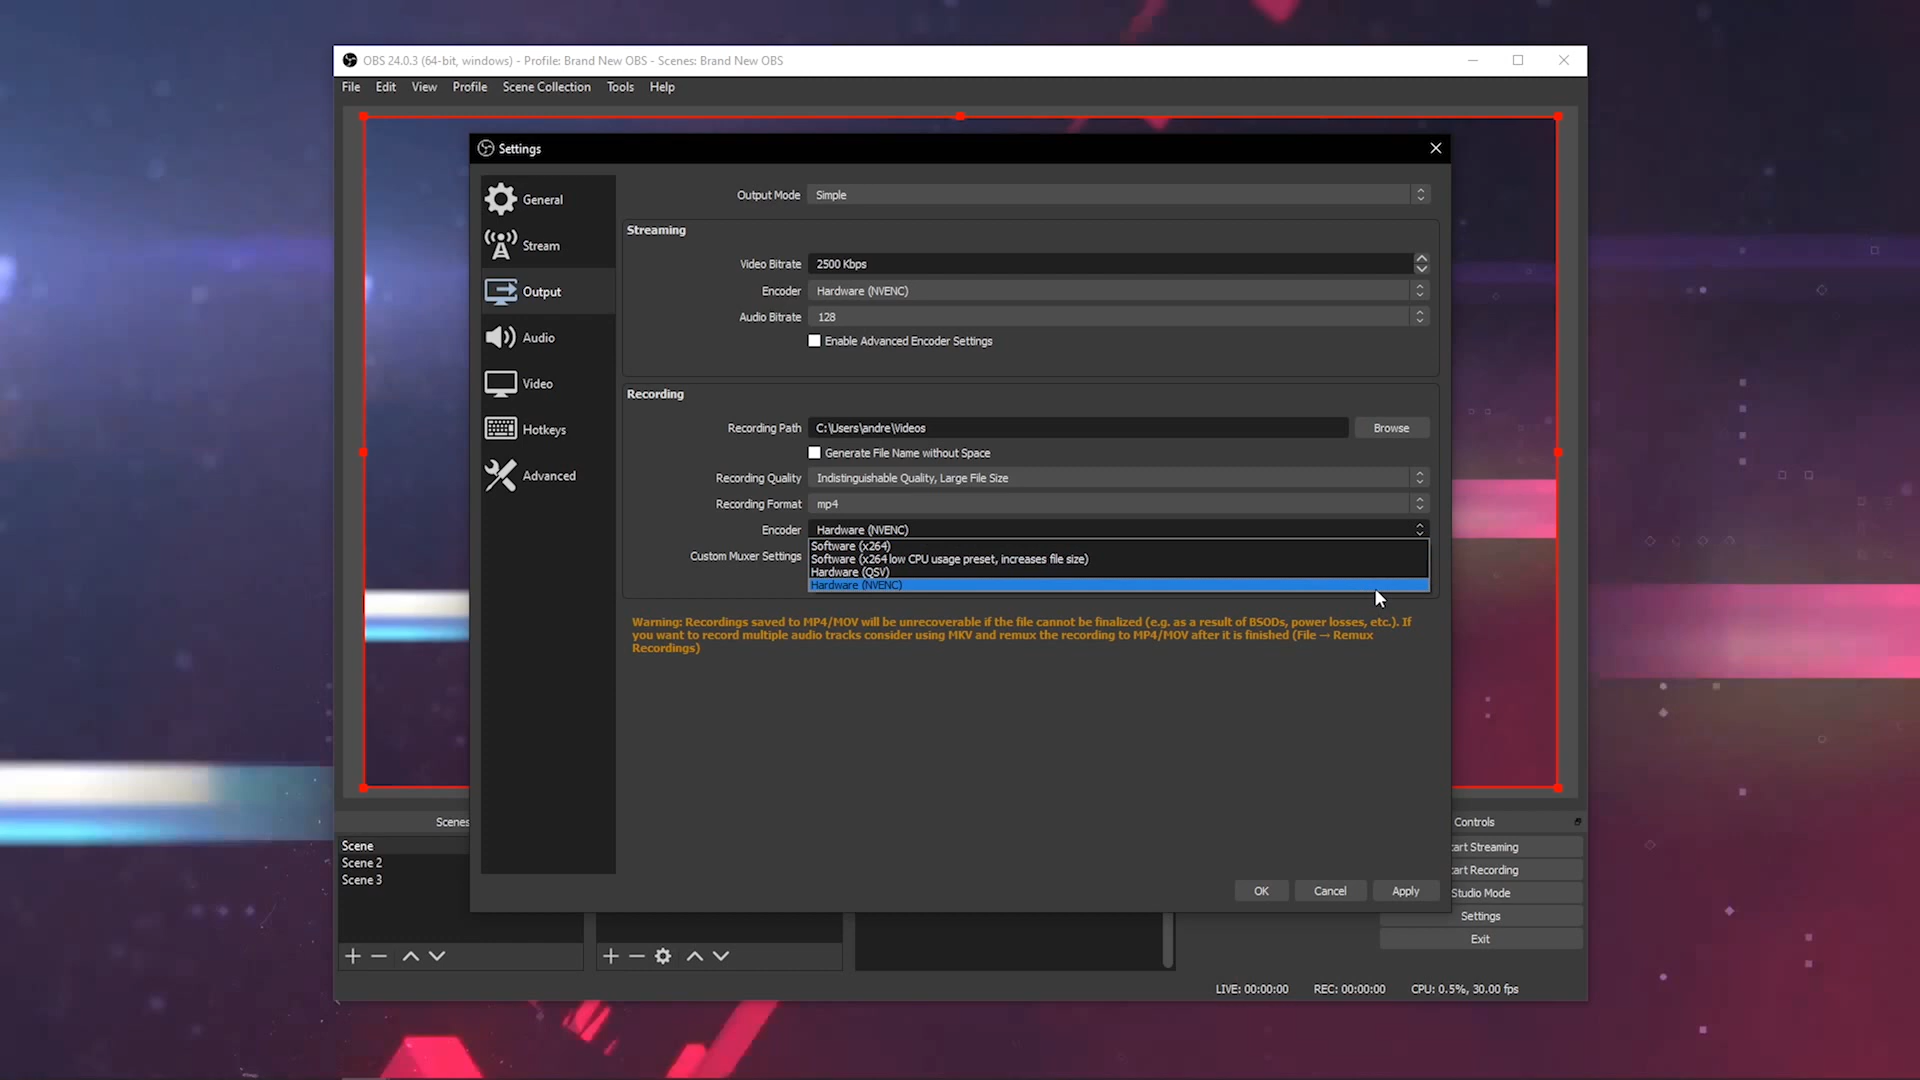 OBS 24.0.3 (64-bit, windows) - Profile: Brand New OBS - Scenes: Brand New OBS
File Edit View Profile Scene Collection Tools Help
Settings
General
Stream
Output
Audio
Video
Hotkeys
Advanced
Output Mode Simple
Streaming
Video Bitrate 2500 Kbps
Encoder Hardware (NVENC)
Audio Bitrate 128
Enable Advanced Encoder Settings
Recording
Recording Path C:\Users\andre\Videos Browse
Generate File Name without Space
Recording Quality Indistinguishable Quality, Large File Size
Recording Format mp4
Encoder Hardware (NVENC)
Custom Muxer Settings
Software (x264)
Software (x264 low CPU usage preset, increases file size)
Hardware (QSV)
Hardware (NVENC)
Warning: Recordings saved to MP4/MOV will be unrecoverable if the file cannot be finalized (e.g. as a result of BSODs, power losses, etc.). If
you want to record multiple audio tracks consider using MKV and remux the recording to MP4/MOV after it is finished (File → Remux
Recordings)
OK Cancel Apply
Scenes
Scene
Scene 2
Scene 3
Controls
tart Streaming
tart Recording
Studio Mode
Settings
Exit
LIVE: 00:00:00 REC: 00:00:00 CPU: 0.5%, 30.00 fps